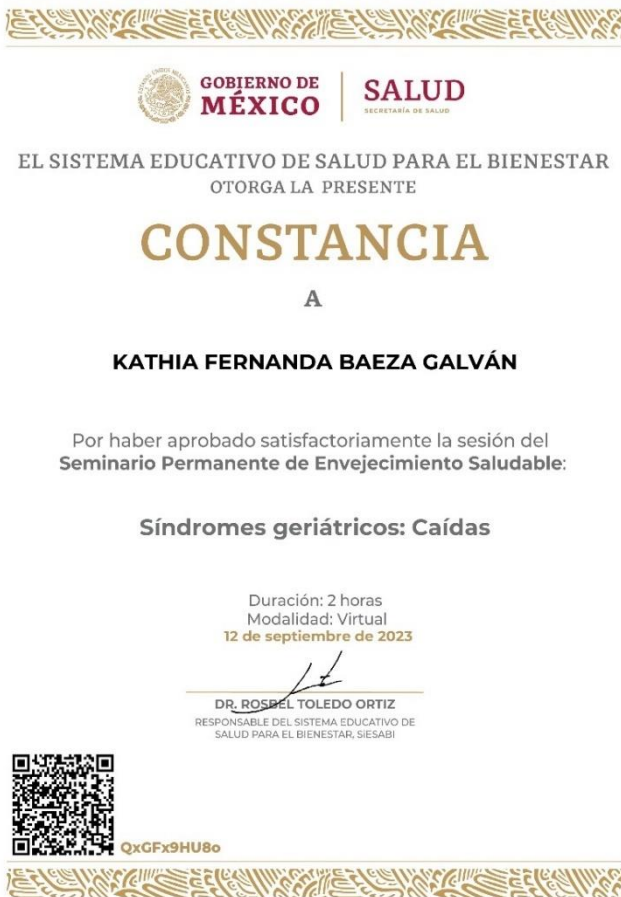 GOBIERNO DE
MÉXICO
SALUD
SECRETARÍA DE SALUD
EL SISTEMA EDUCATIVO DE SALUD PARA EL BIENESTAR
OTORGA LA PRESENTE
CONSTANCIA
A
KATHIA FERNANDA BAEZA GALVÁN
Por haber aprobado satisfactoriamente la sesión del
Seminario Permanente de Envejecimiento Saludable:
Síndromes geriátricos: Caídas
Duración: 2 horas
Modalidad: Virtual
12 de septiembre de 2023
DR. ROSBEL TOLEDO ORTIZ
RESPONSABLE DEL SISTEMA EDUCATIVO DE
SALUD PARA EL BIENESTAR, SIESABI
QxGFx9HU8o